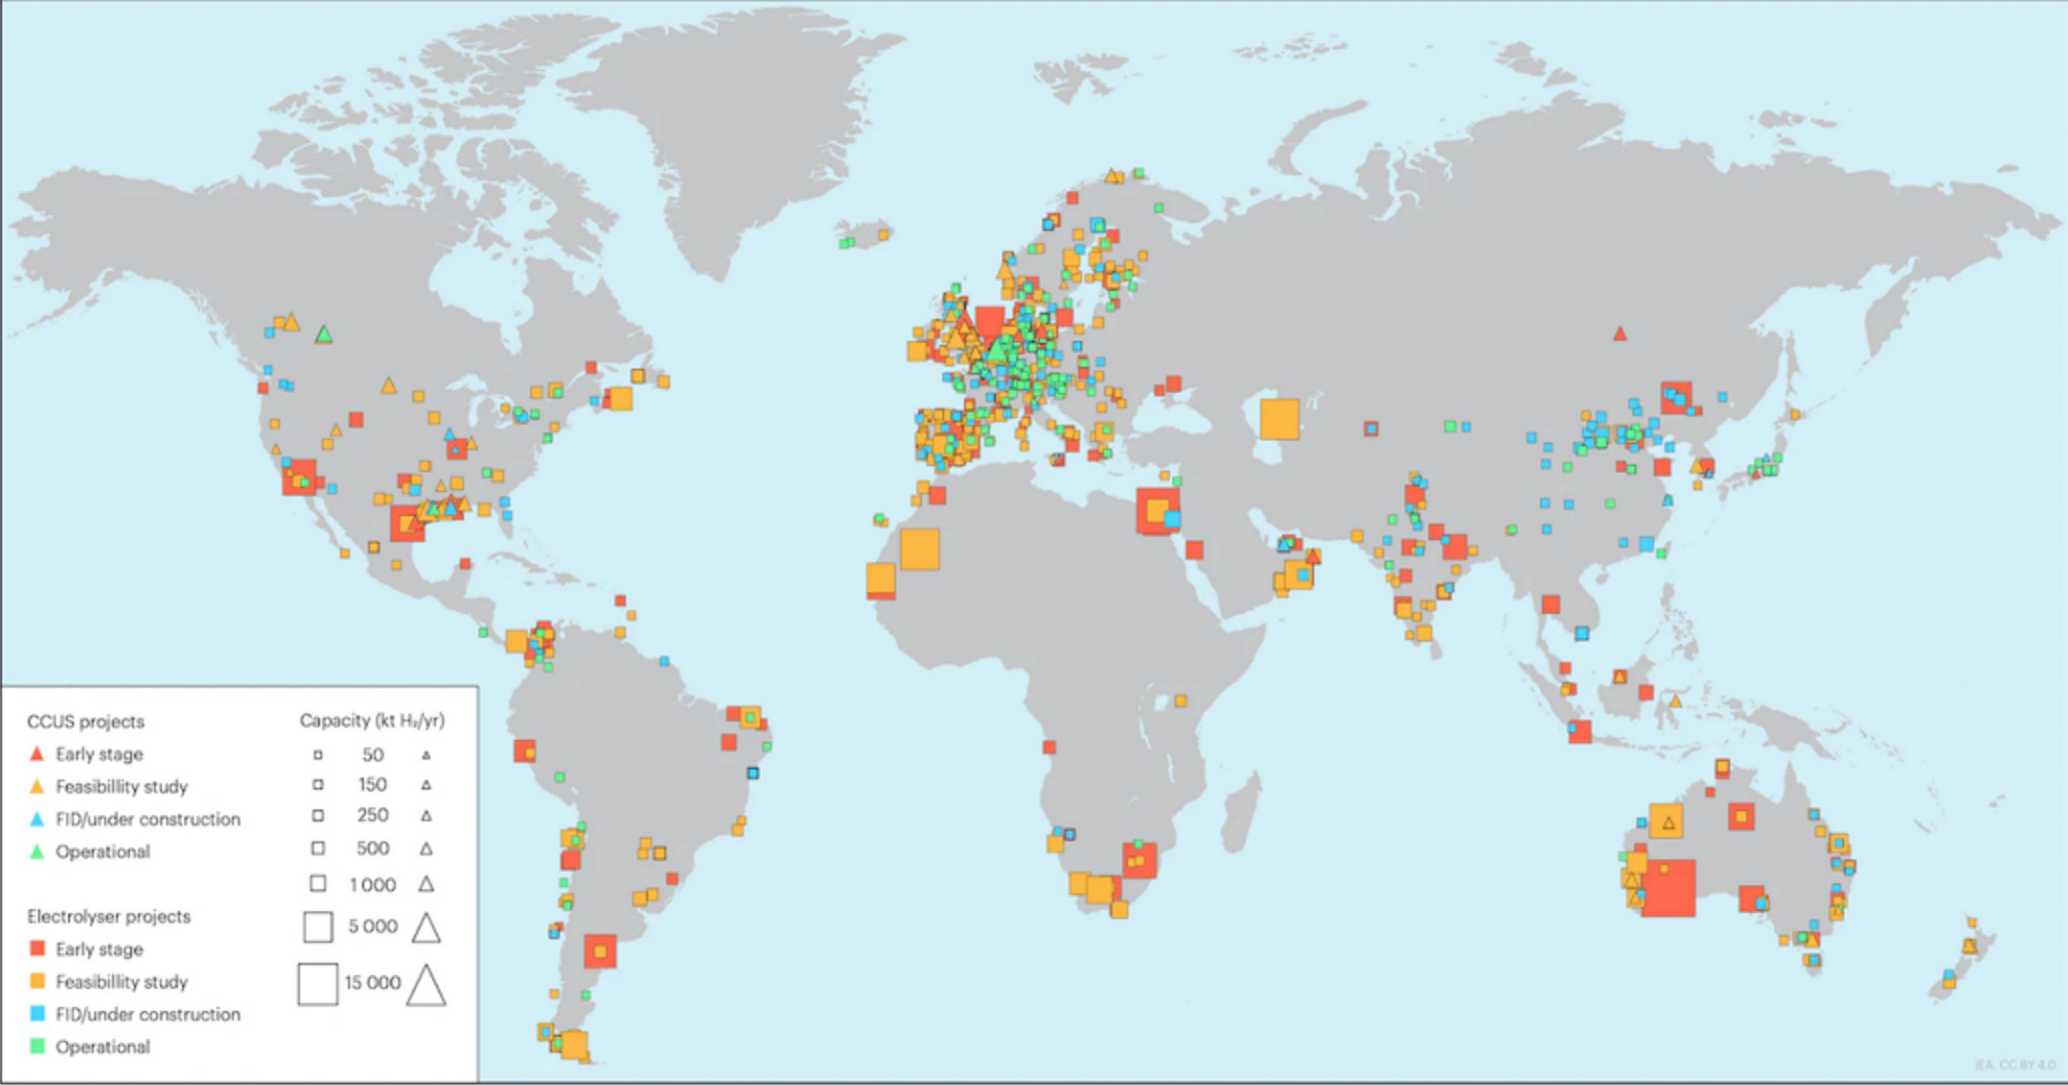 CCUS projects
Early stage
Feasibillity study
FID/under construction
Operational
Electrolyser projects
Early stage
Feasibillity study
FID/under construction
Operational
Capacity (kt H₂/yr)
50
150
250
500
1 000
5 000
15 000
IEA. CC BY 4.0